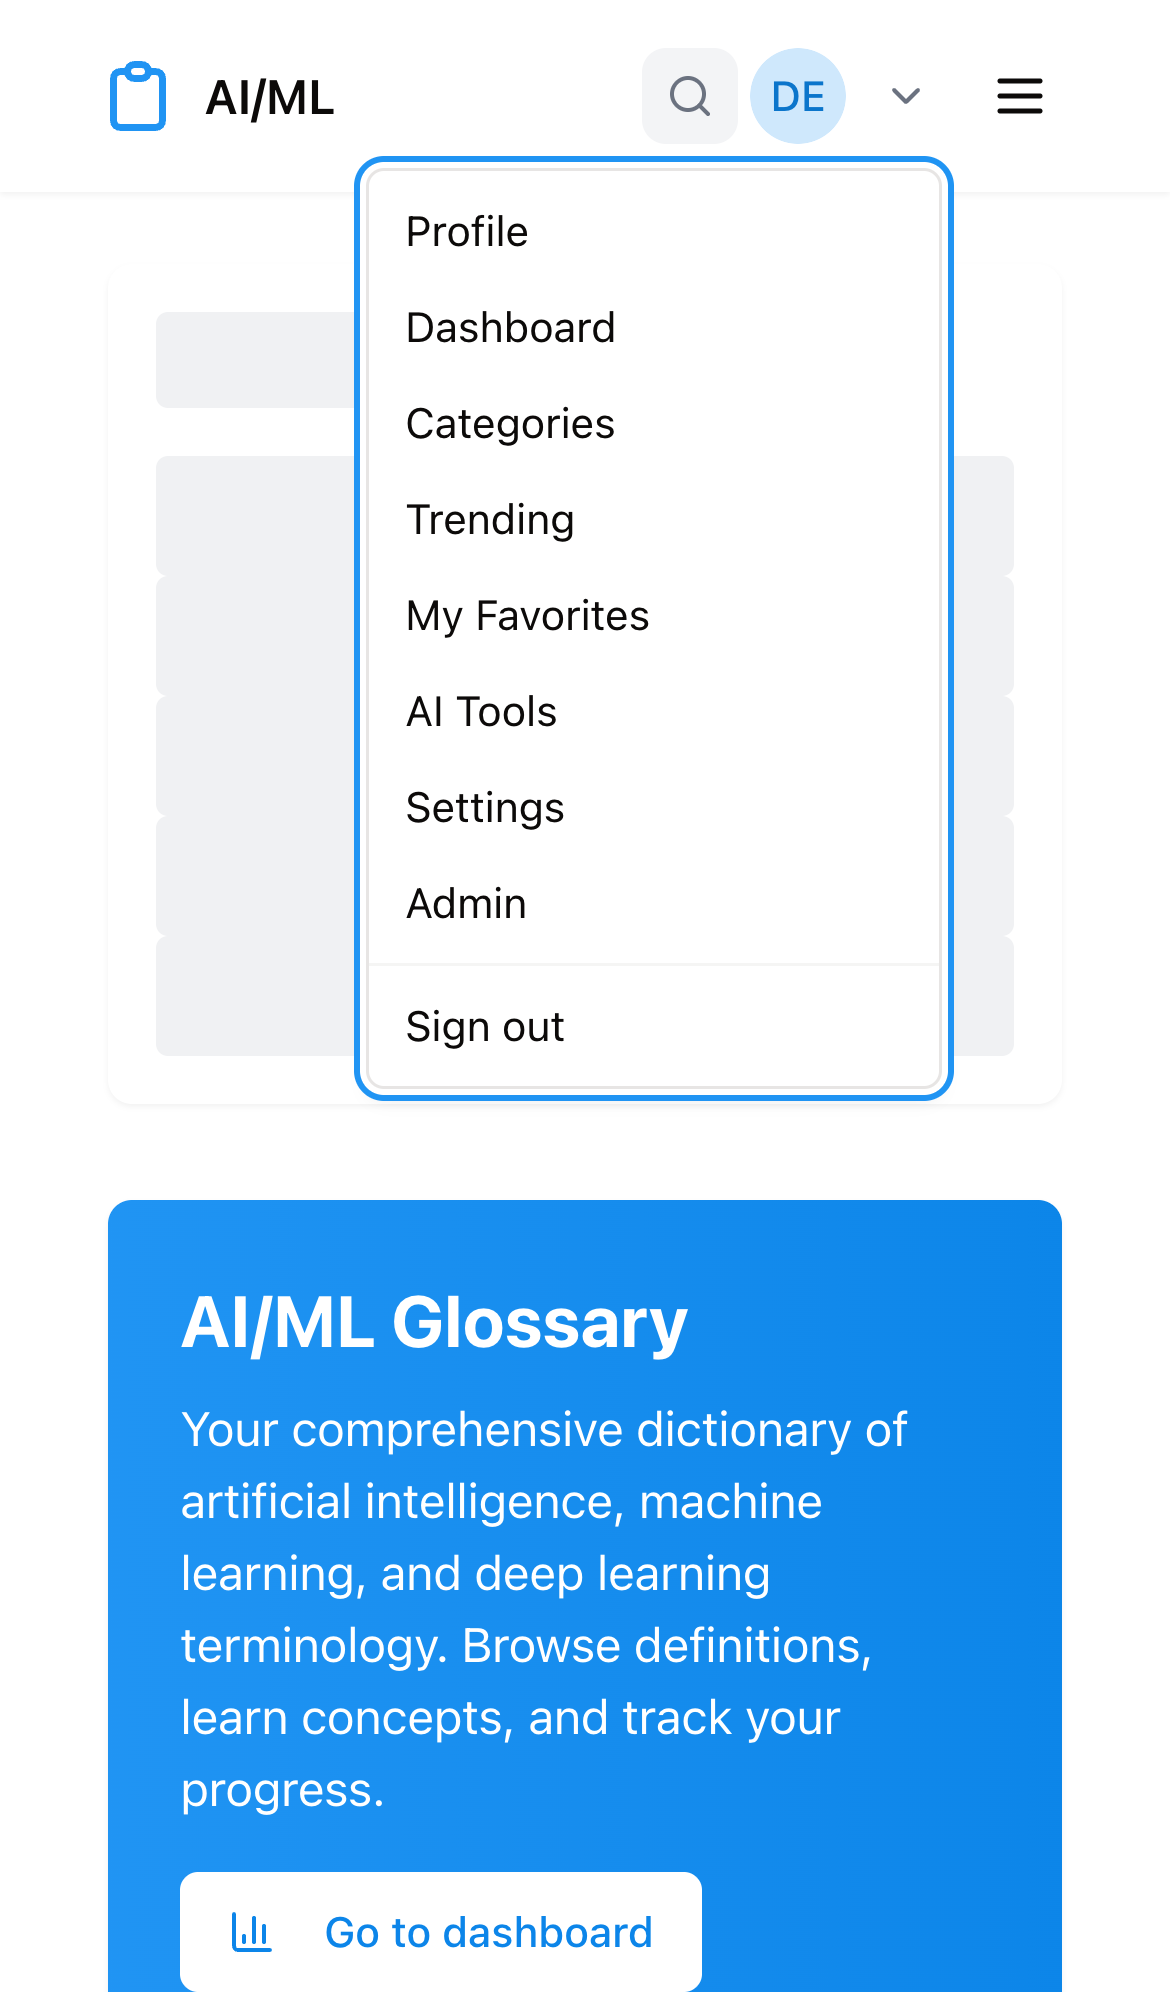 AI/ML
DE
Profile
Dashboard
Categories
Trending
My Favorites
AI Tools
Settings
Admin
Sign out
AI/ML Glossary
Your comprehensive dictionary of
artificial intelligence, machine
learning, and deep learning
terminology. Browse definitions,
learn concepts, and track your
progress.
Go to dashboard